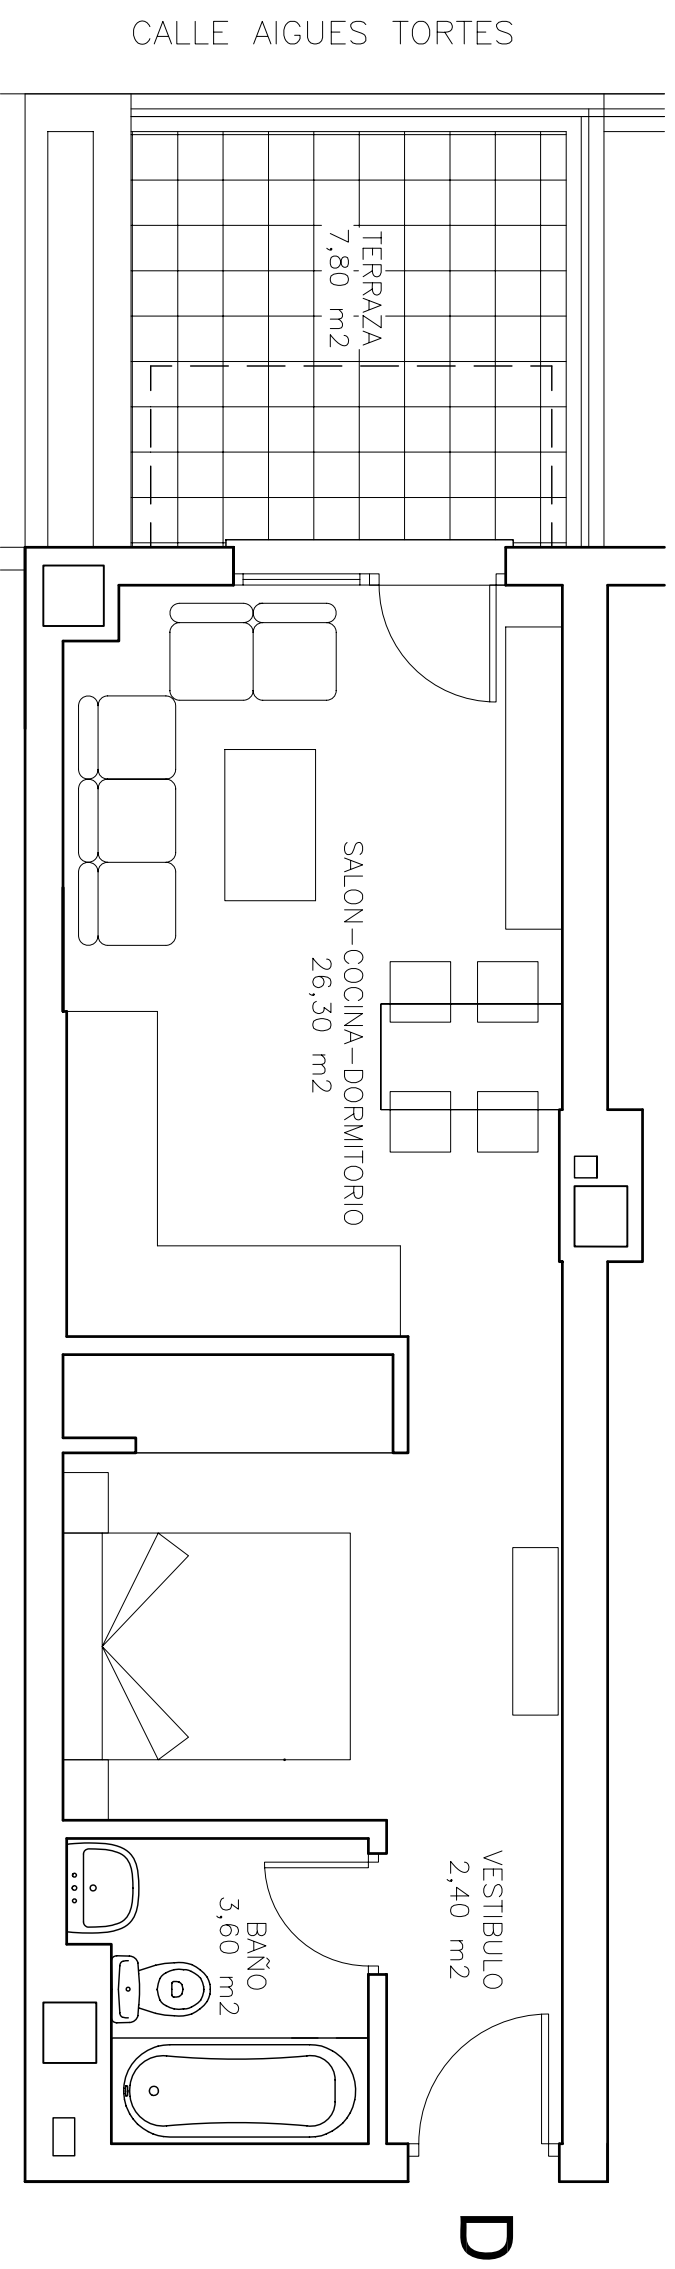 CALLE AIGUES TORTES
TERRAZA
7,80 m2
SALON-COCINA-DORMITORIO
26,30 m2
VESTIBULO
2,40 m2
BAÑO
3,60 m2
D